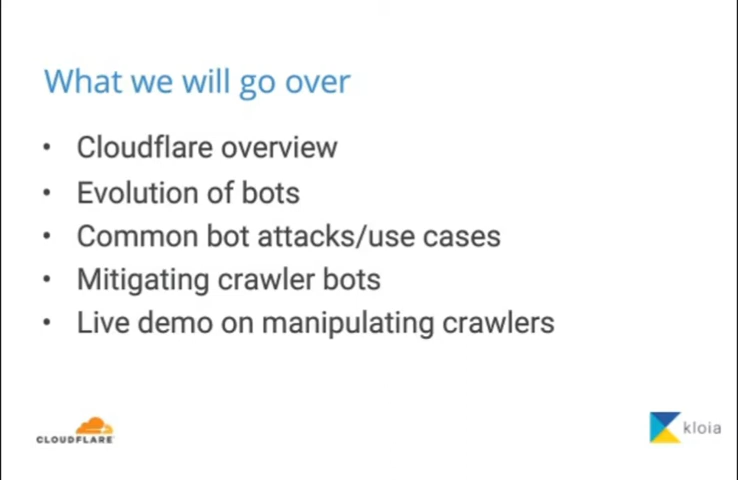 What we will go over
• Cloudflare overview
• Evolution of bots
• Common bot attacks/use cases
• Mitigating crawler bots
• Live demo on manipulating crawlers
CLOUDFLARE
kloia